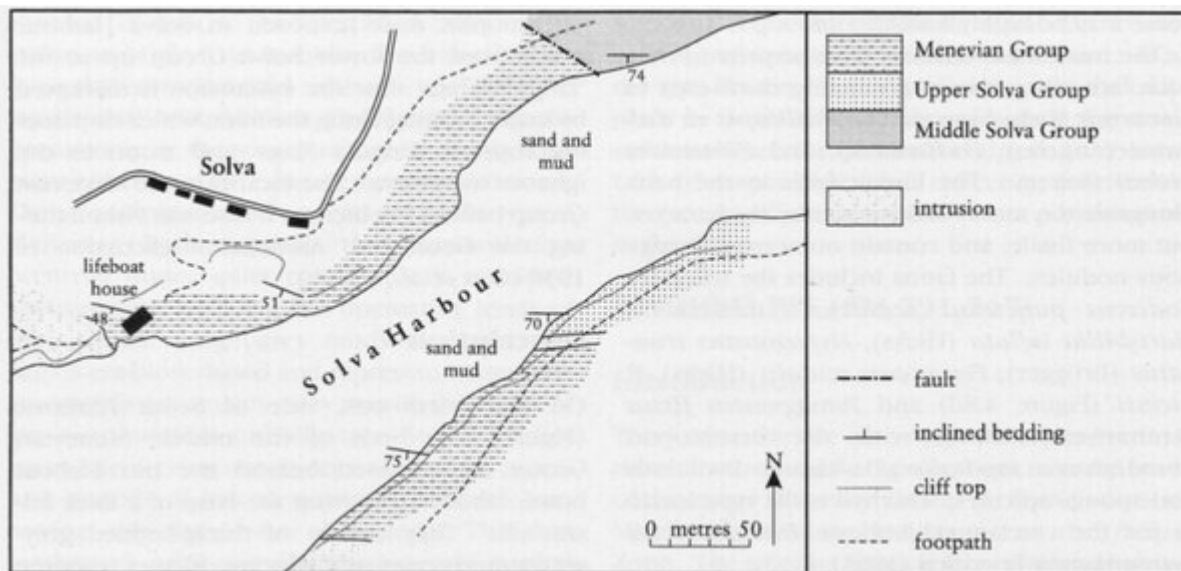 Menevian Group
Upper Solva Group
Middle Solva Group
intrusion
fault
inclined bedding
cliff top
footpath
N
0 metres 50
74
sand and
mud
Solva
lifeboat
house
48
51
Solva Harbour
70
sand and
mud
75